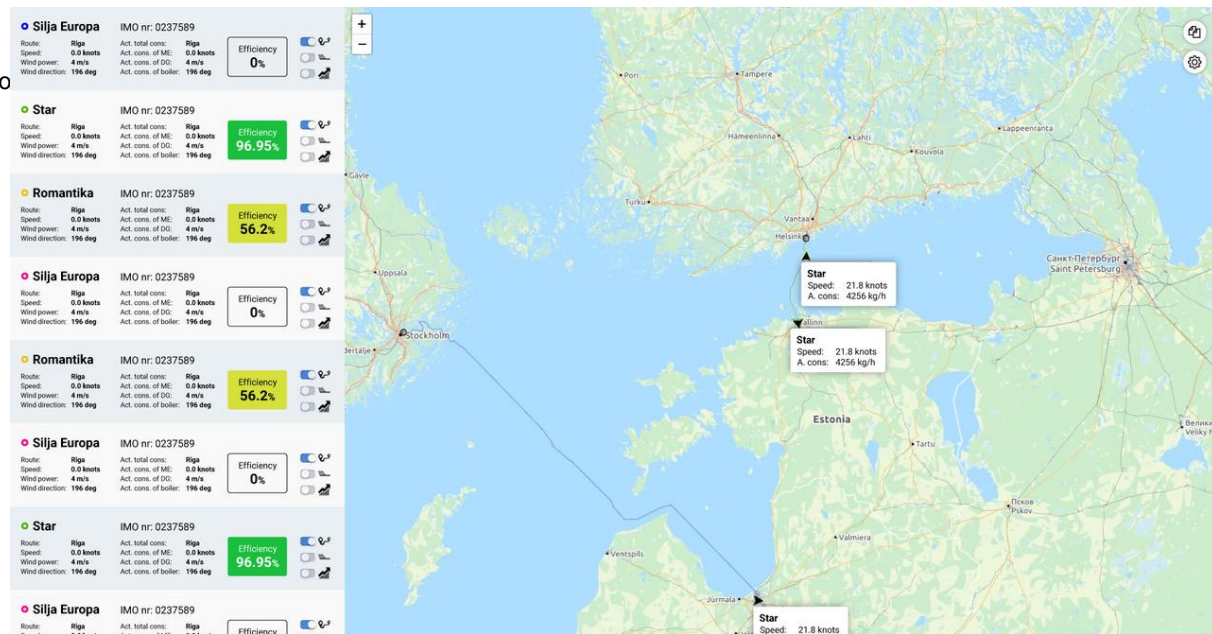 Silja Europa IMO nr: 0237589
Route: Riga Act. total cons: Riga
Speed: 0.0 knots Act. cons. of ME: 0.0 knots
Wind power: 4 m/s Act. cons. of DG: 4 m/s
Wind direction: 196 deg Act. cons. of boiler: 196 deg
Efficiency
0%
o
Star IMO nr: 0237589
Route: Riga Act. total cons: Riga
Speed: 0.0 knots Act. cons. of ME: 0.0 knots
Wind power: 4 m/s Act. cons. of DG: 4 m/s
Wind direction: 196 deg Act. cons. of boiler: 196 deg
Efficiency
96.95%
Romantika IMO nr: 0237589
Route: Riga Act. total cons: Riga
Speed: 0.0 knots Act. cons. of ME: 0.0 knots
Wind power: 4 m/s Act. cons. of DG: 4 m/s
Wind direction: 196 deg Act. cons. of boiler: 196 deg
Efficiency
56.2%
Silja Europa IMO nr: 0237589
Route: Riga Act. total cons: Riga
Speed: 0.0 knots Act. cons. of ME: 0.0 knots
Wind power: 4 m/s Act. cons. of DG: 4 m/s
Wind direction: 196 deg Act. cons. of boiler: 196 deg
Efficiency
0%
Romantika IMO nr: 0237589
Route: Riga Act. total cons: Riga
Speed: 0.0 knots Act. cons. of ME: 0.0 knots
Wind power: 4 m/s Act. cons. of DG: 4 m/s
Wind direction: 196 deg Act. cons. of boiler: 196 deg
Efficiency
56.2%
Silja Europa IMO nr: 0237589
Route: Riga Act. total cons: Riga
Speed: 0.0 knots Act. cons. of ME: 0.0 knots
Wind power: 4 m/s Act. cons. of DG: 4 m/s
Wind direction: 196 deg Act. cons. of boiler: 196 deg
Efficiency
0%
Star IMO nr: 0237589
Route: Riga Act. total cons: Riga
Speed: 0.0 knots Act. cons. of ME: 0.0 knots
Wind power: 4 m/s Act. cons. of DG: 4 m/s
Wind direction: 196 deg Act. cons. of boiler: 196 deg
Efficiency
96.95%
Silja Europa IMO nr: 0237589
Route: Riga Act. total cons: Riga
Efficiency
+
−
Pori
Tampere
Hämeenlinna
Lahti
Lappeenranta
Kouvola
Gävle
Turku
Vantaa
Helsinki
Санкт-Петербург
Saint Petersburg
Uppsala
Star
Speed: 21.8 knots
A. cons: 4256 kg/h
Tallinn
Stockholm
Star
Speed: 21.8 knots
A. cons: 4256 kg/h
Estonia
Tartu
Псков
Pskov
Valmiera
Ventspils
Jūrmala
Star
Speed: 21.8 knots